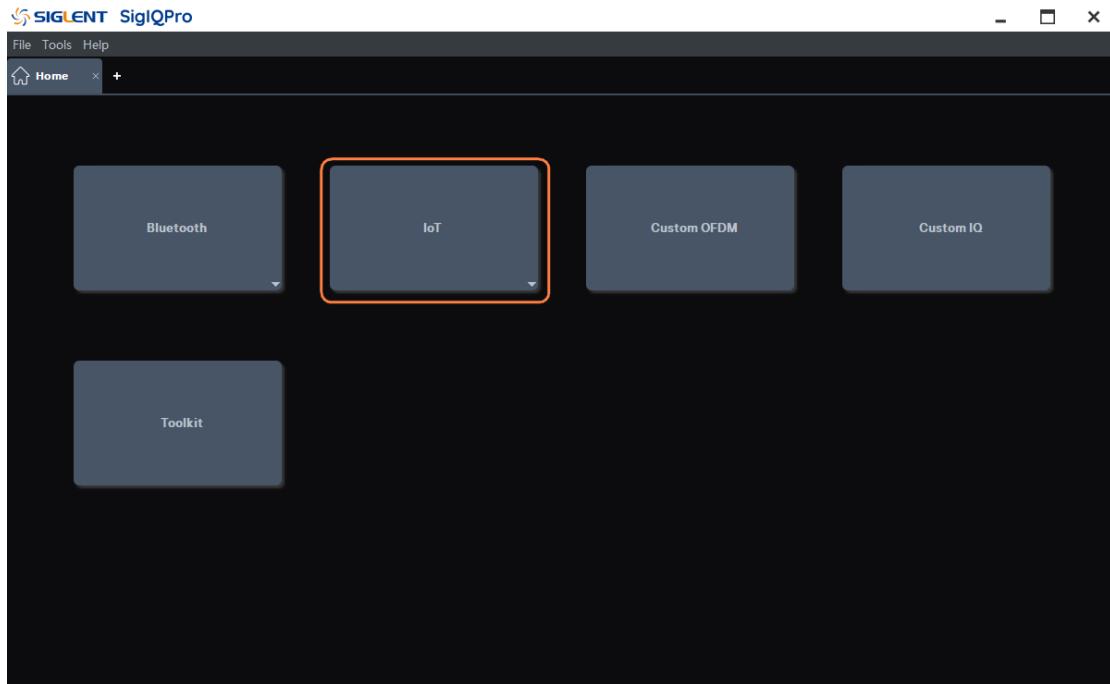 SIGLENT SigIQPro
File Tools Help
Home × +
Bluetooth
IoT
Custom OFDM
Custom IQ
Toolkit